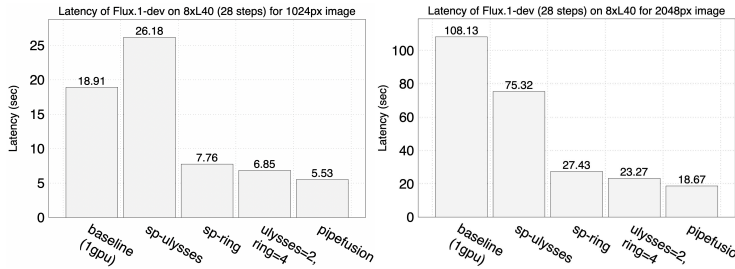 Latency of Flux.1-dev on 8xL40 (28 steps) for 1024px image
Latency (sec)
25
20
15
10
5
0
18.91
26.18
7.76
6.85
5.53
baseline
(1gpu)
sp-ulysses
sp-ring
ulysses=2,
ring=4
pipefusion
Latency of Flux.1-dev (28 steps) on 8xL40 for 2048px image
Latency (sec)
100
80
60
40
20
0
108.13
75.32
27.43
23.27
18.67
baseline
(1gpu)
sp-ulysses
sp-ring
ulysses=2,
ring=4
pipefusio